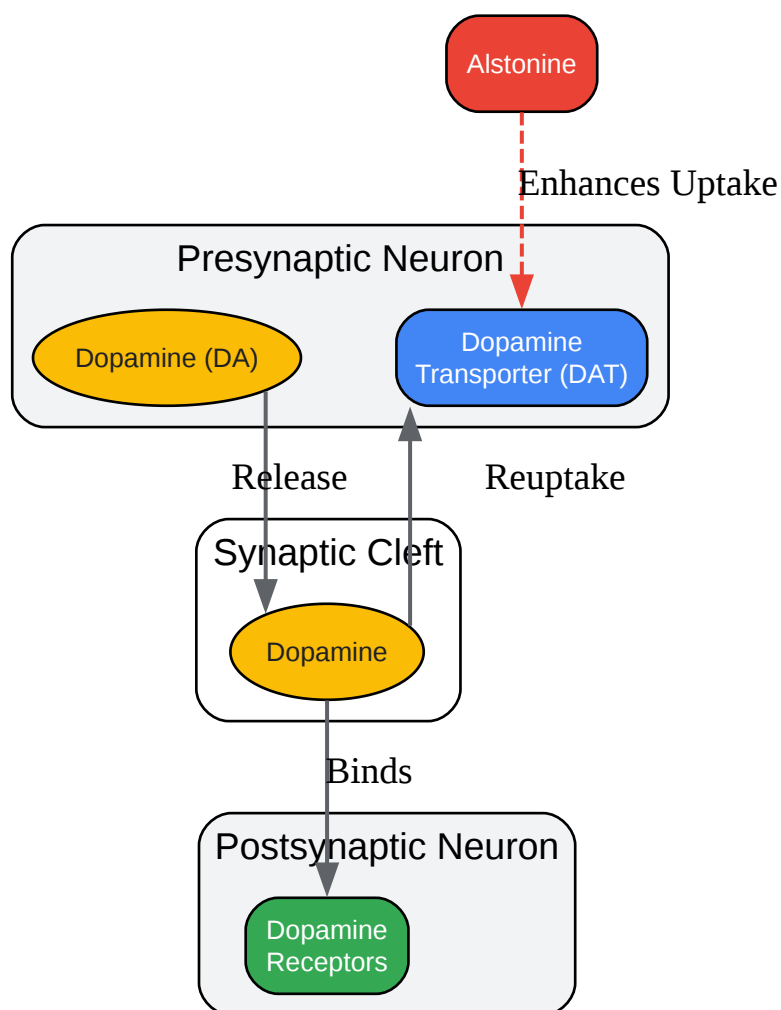 Alstonine
Enhances Uptake
Presynaptic Neuron
Dopamine (DA)
Dopamine
Transporter (DAT)
Release
Reuptake
Synaptic Cleft
Dopamine
Binds
Postsynaptic Neuron
Dopamine
Receptors